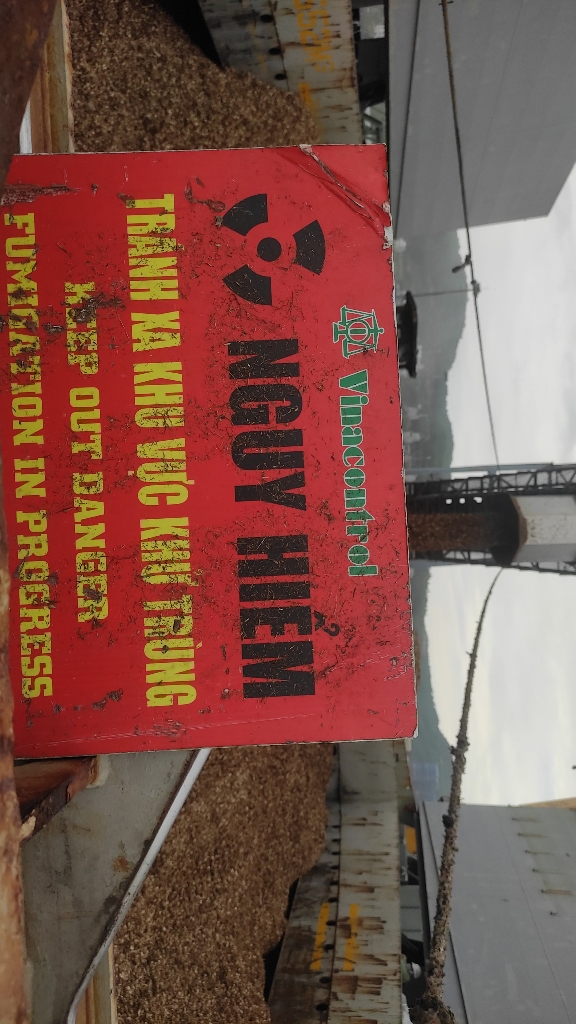 Vinacontrol
NGUY HIỂM
TRÁNH XA KHU VỰC KHỬ TRÙNG
KEEP OUT DANGER
FUMIGATION IN PROGRESS